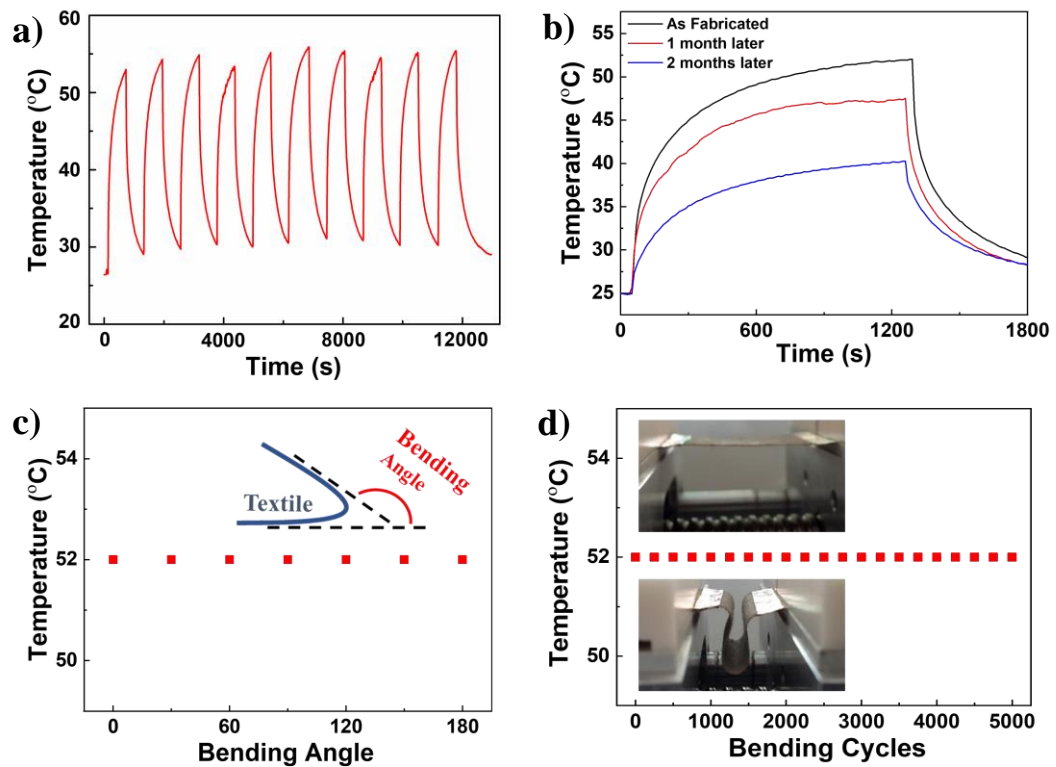 a)
Temperature (°C)
60
50
40
30
20
0
4000
8000
12000
Time (s)
b)
As Fabricated
1 month later
2 months later
Temperature (°C)
55
50
45
40
35
30
25
0
600
1200
1800
Time (s)
c)
Temperature (°C)
54
52
50
Textile
Bending
Angle
0
60
120
180
Bending Angle
d)
Temperature (°C)
54
52
50
0
1000
2000
3000
4000
5000
Bending Cycles